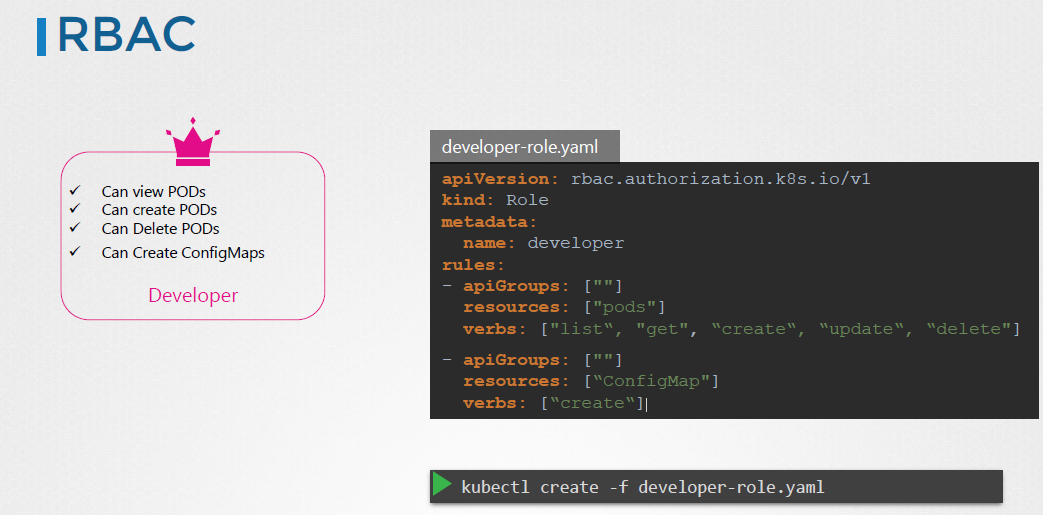 RBAC
✓ Can view PODs
✓ Can create PODs
✓ Can Delete PODs
✓ Can Create ConfigMaps
Developer
developer-role.yaml
apiVersion: rbac.authorization.k8s.io/v1
kind: Role
metadata:
  name: developer
rules:
- apiGroups: [""]
  resources: ["pods"]
  verbs: ["list“, "get", “create“, “update“, “delete"]
- apiGroups: [""]
  resources: [“ConfigMap"]
  verbs: [“create“]
kubectl create -f developer-role.yaml